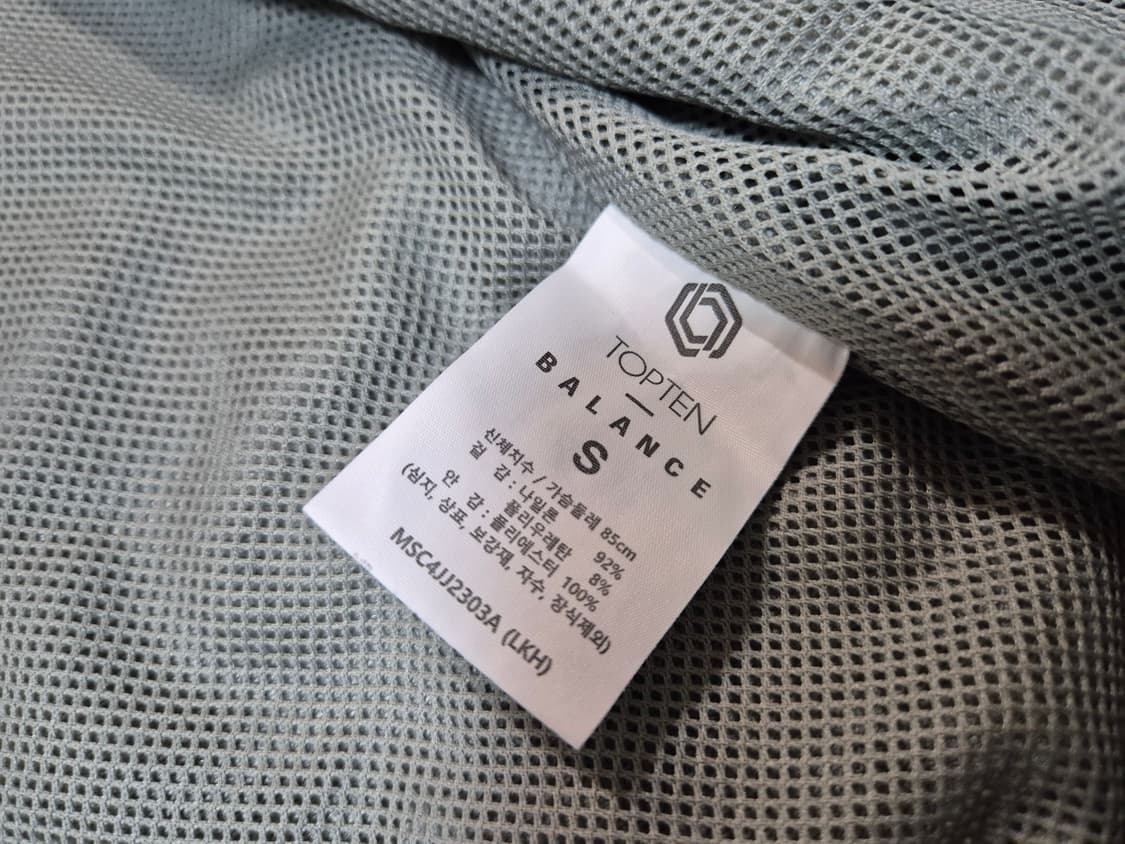 TOPTEN
BALANCE
S
신체치수 / 가슴둘레 85cm
겉 감 : 나일론 92%
폴리우레탄 8%
안 감 : 폴리에스터 100%
(심지, 상표, 보강재, 자수, 장식제외)
MSC4JJ2303A (LKH)